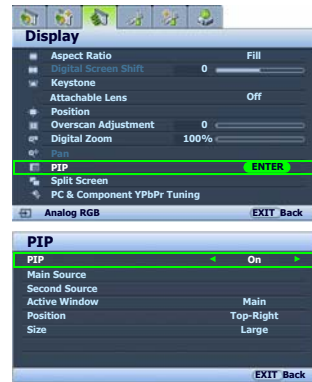 Display
Aspect Ratio Fill
Digital Screen Shift 0
Keystone
Attachable Lens Off
Position
Overscan Adjustment 0
Digital Zoom 100%
Pan
PIP ENTER
Split Screen
PC & Component YPbPr Tuning
Analog RGB EXIT Back
PIP
PIP On
Main Source
Second Source
Active Window Main
Position Top-Right
Size Large
EXIT Back